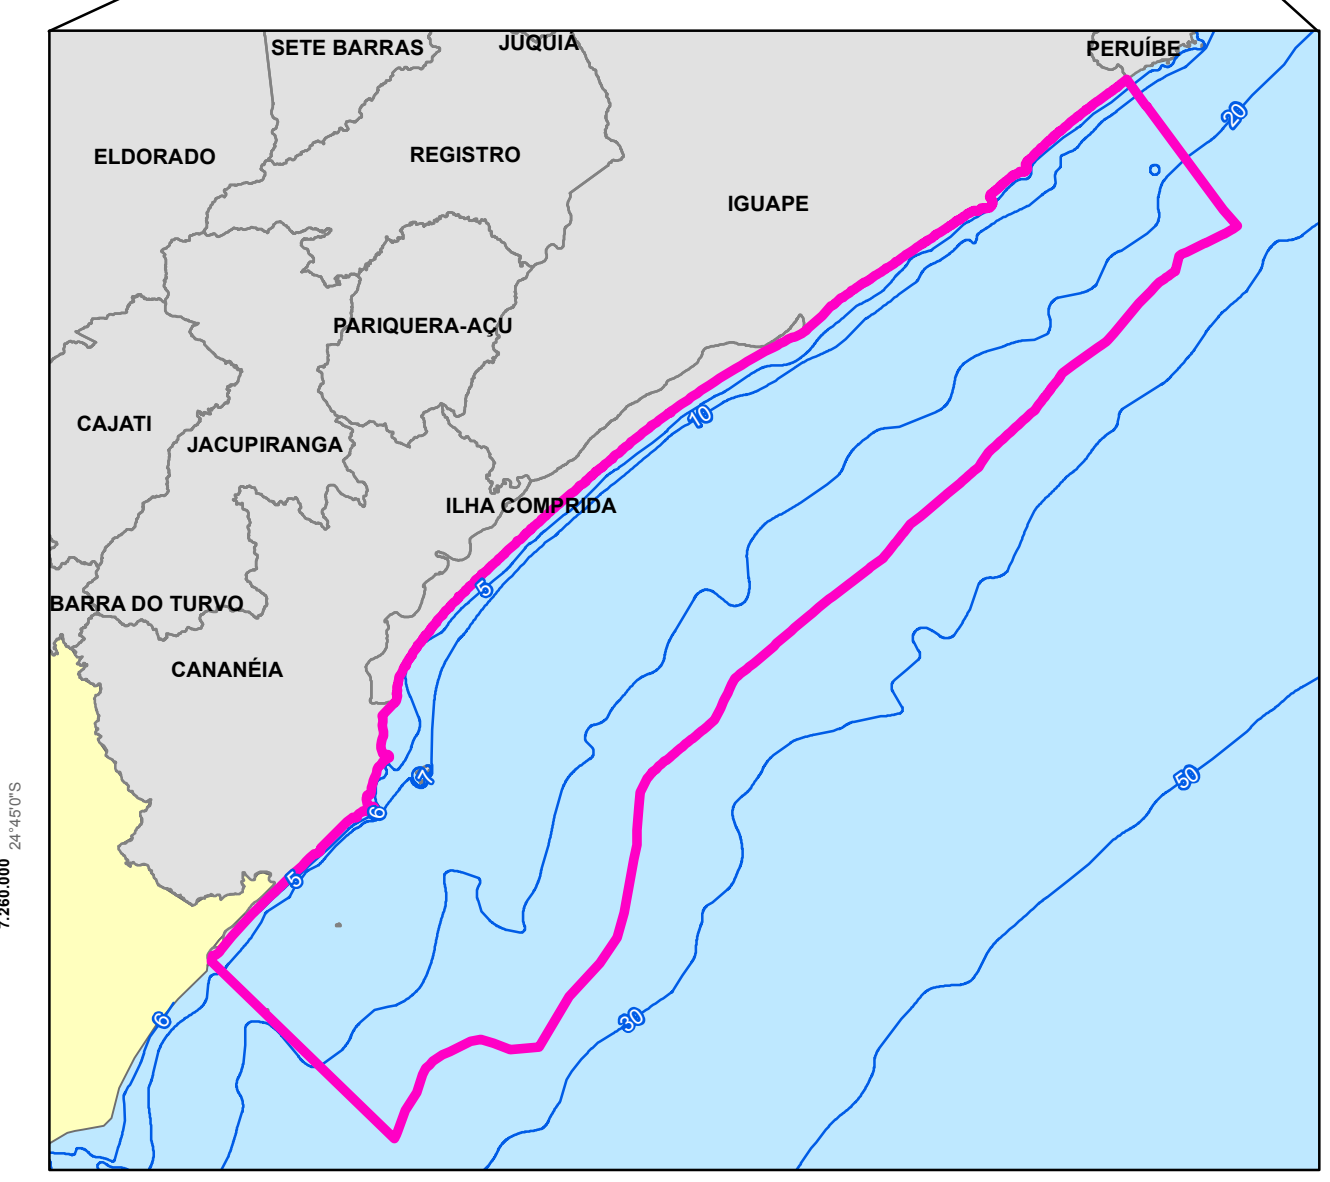 SETE BARRAS
JUQUIÁ
PERUÍBE
20
ELDORADO
REGISTRO
IGUAPE
PARIQUERA-AÇU
CAJATI
JACUPIRANGA
10
ILHA COMPRIDA
5
BARRA DO TURVO
CANANÉIA
7
50
6
24°45'0"S
5
7.260.000
6
30